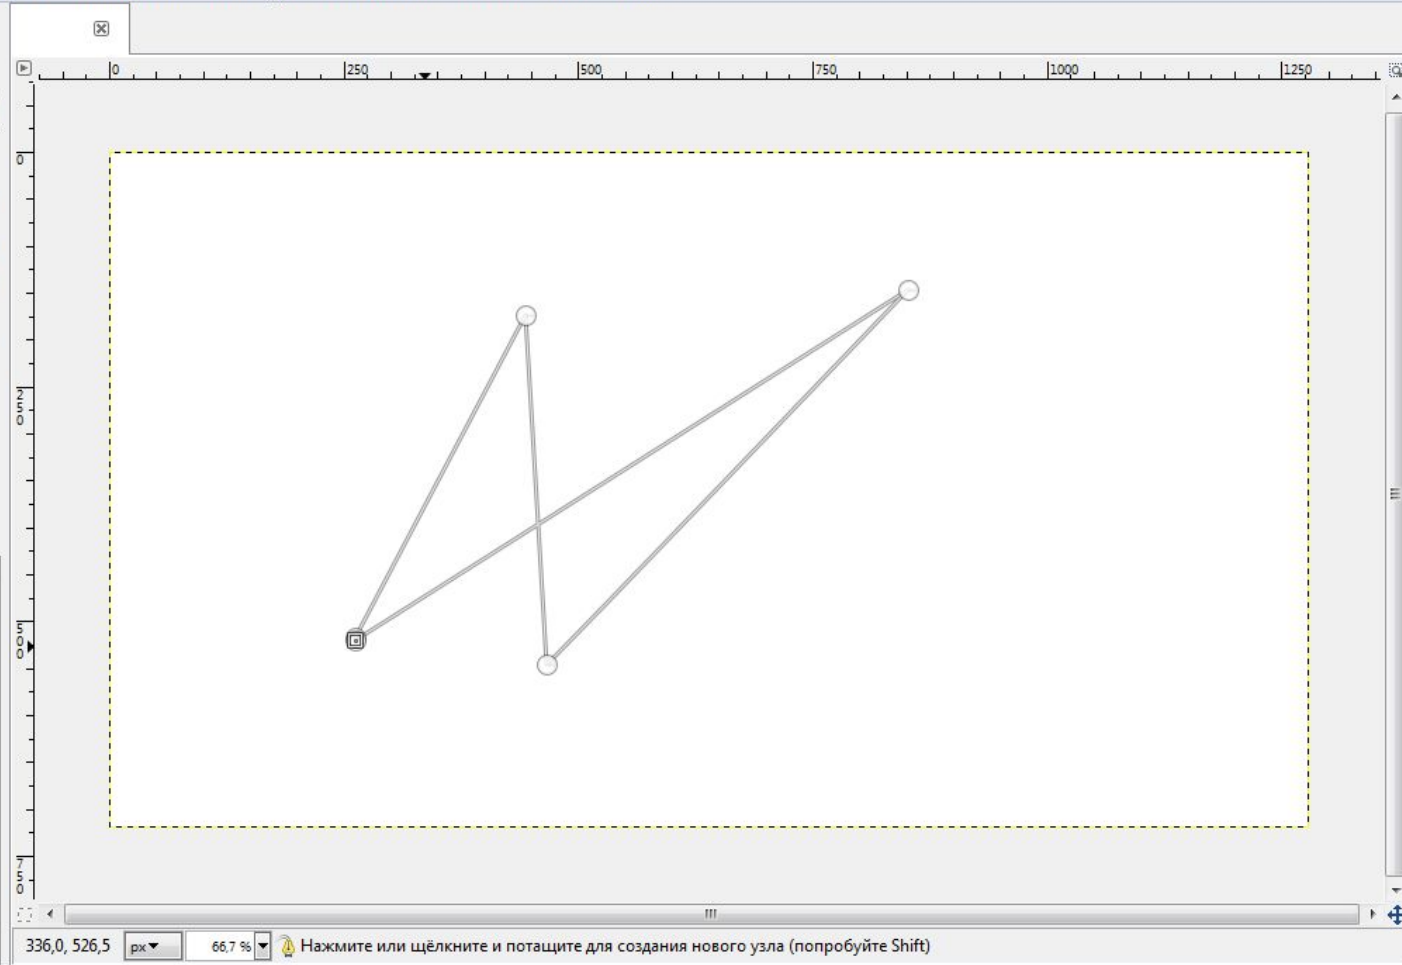 0 250 500 750 1000 1250
0
250
500
750
336,0, 526,5 px 66,7 % Нажмите или щёлкните и потащите для создания нового узла (попробуйте Shift)